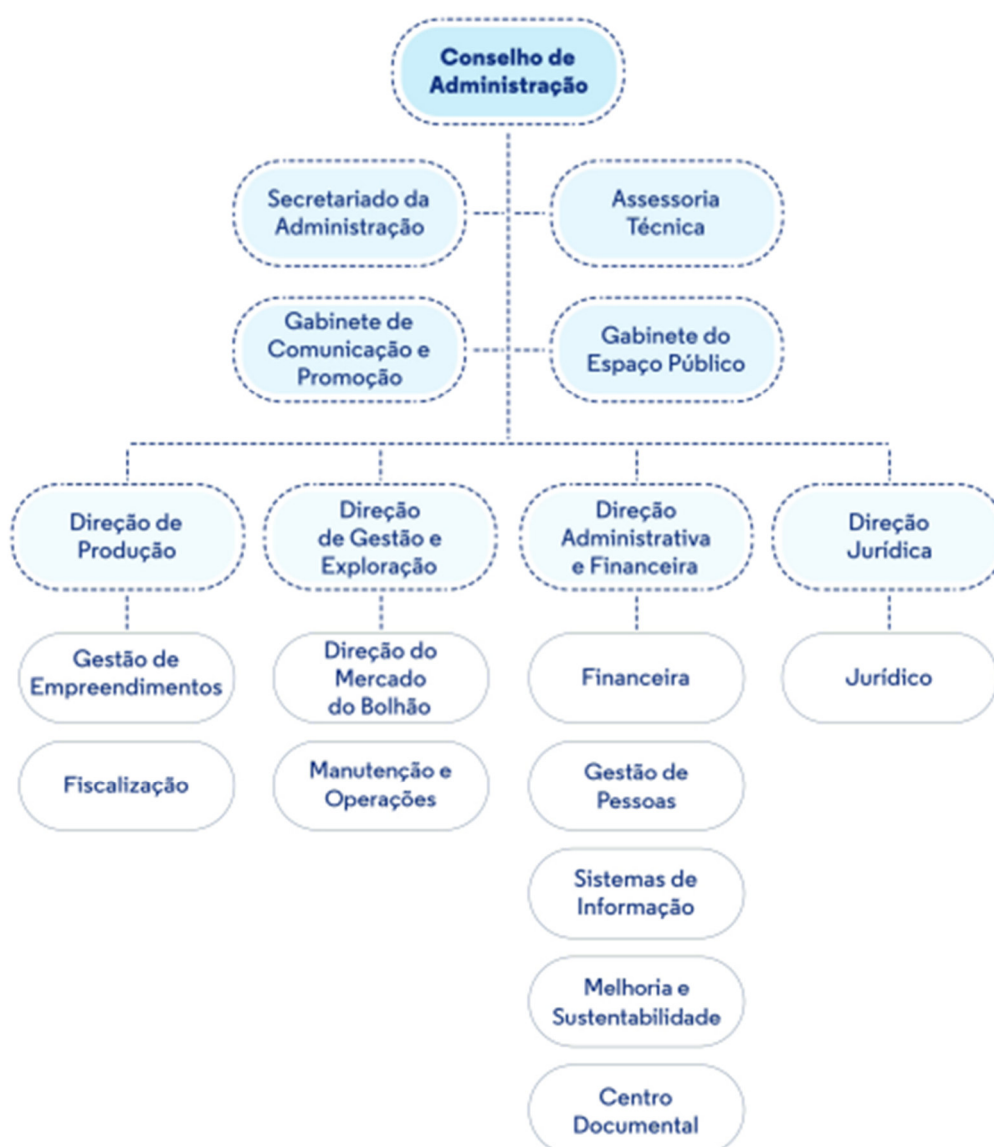 Conselho de
Administração
Secretariado da
Administração
Assessoria
Técnica
Gabinete de
Comunicação e
Promoção
Gabinete do
Espaço Público
Direção de
Produção
Direção
de Gestão e
Exploração
Direção
Administrativa
e Financeira
Direção
Jurídica
Gestão de
Empreendimentos
Direção do
Mercado
do Bolhão
Financeira
Jurídico
Fiscalização
Manutenção e
Operações
Gestão de
Pessoas
Sistemas de
Informação
Melhoria e
Sustentabilidade
Centro
Documental